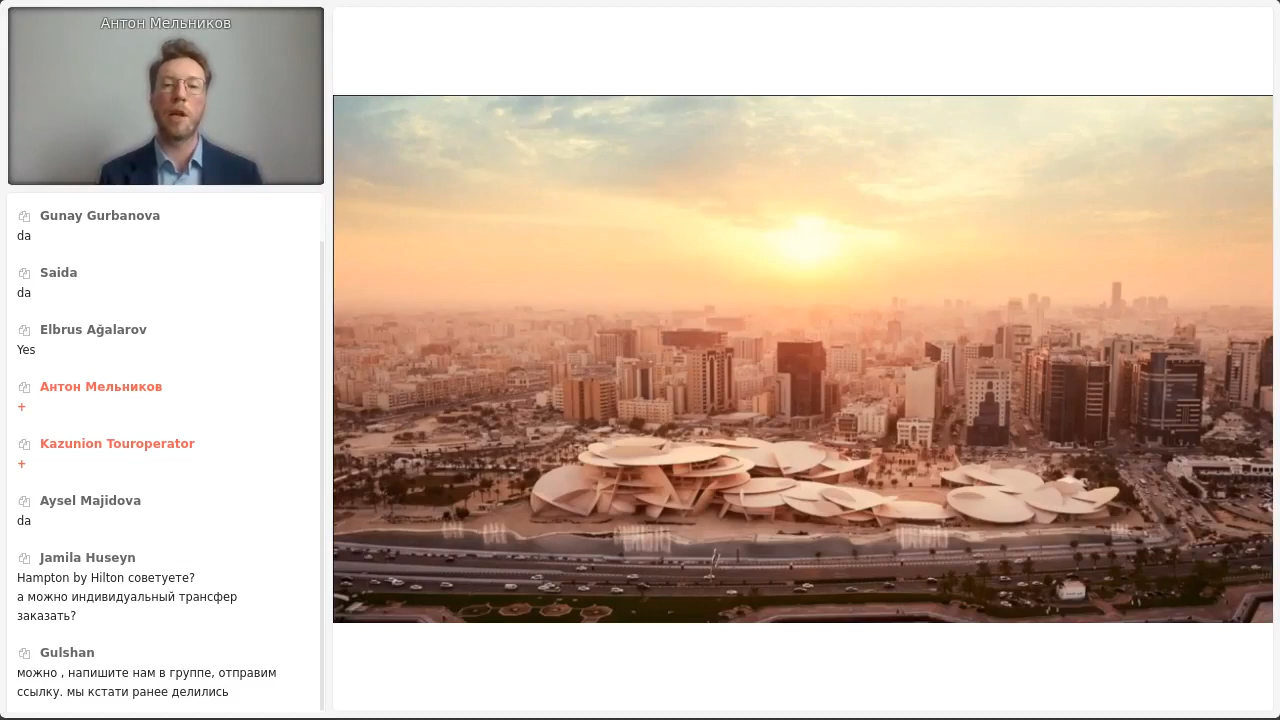 Антон Мельников
Gunay Gurbanova
da
Saida
da
Elbrus Ağalarov
Yes
Антон Мельников
+
Kazunion Touroperator
+
Aysel Majidova
da
Jamila Huseyn
Hampton by Hilton советуете?
а можно индивидуальный трансфер
заказать?
Gulshan
можно , напишите нам в группе, отправим
ссылку. мы кстати ранее делились